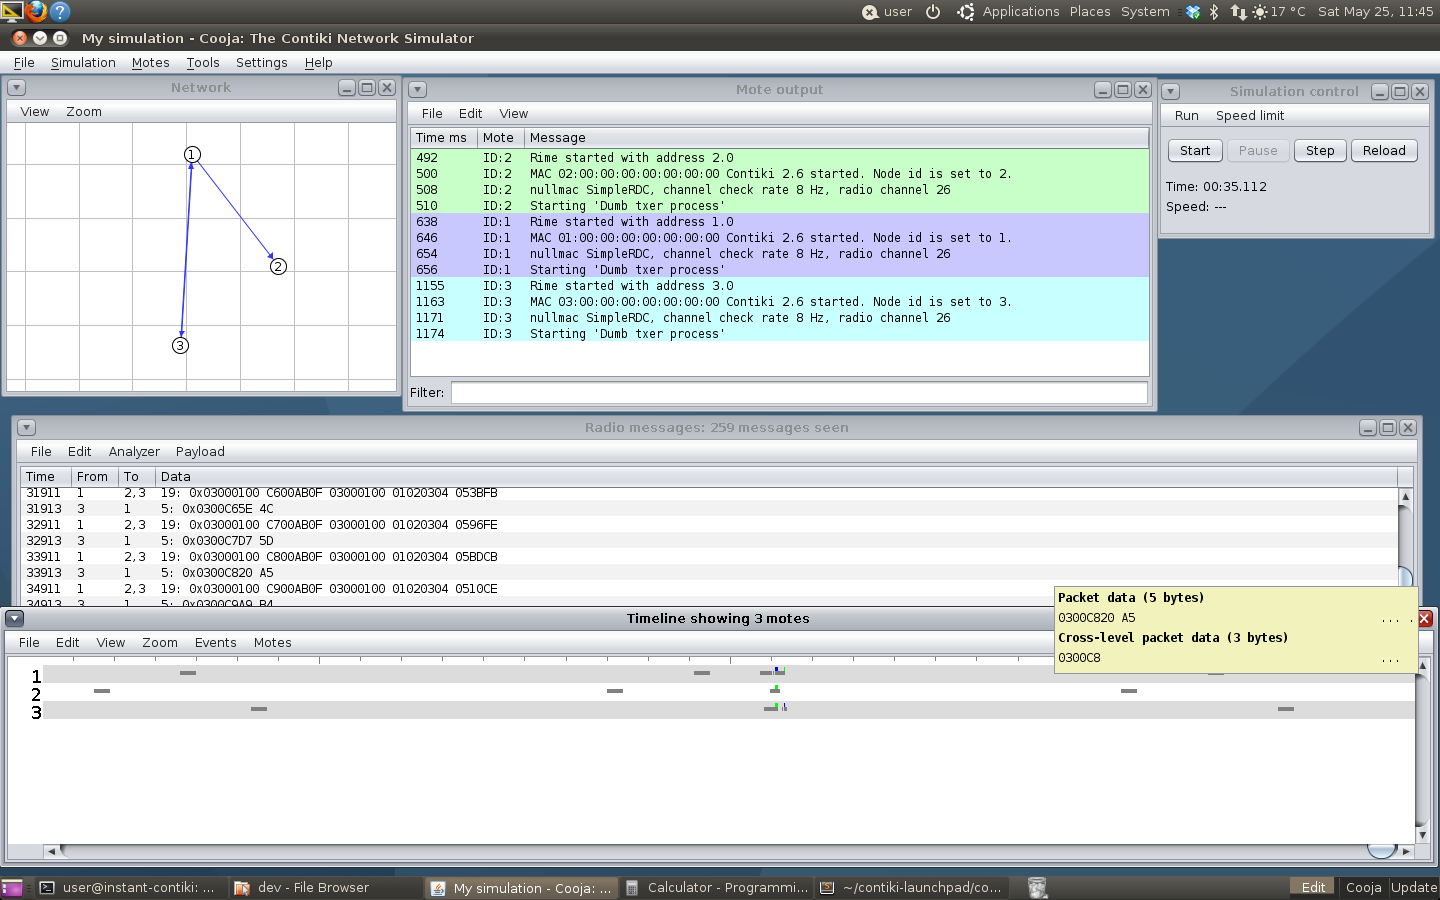 user Applications Places System 17 °C Sat May 25, 11:45
My simulation - Cooja: The Contiki Network Simulator
File Simulation Motes Tools Settings Help
Network
View Zoom
1
2
3
Mote output
File Edit View
Time ms Mote Message
492 ID:2 Rime started with address 2.0
500 ID:2 MAC 02:00:00:00:00:00:00:00 Contiki 2.6 started. Node id is set to 2.
508 ID:2 nullmac SimpleRDC, channel check rate 8 Hz, radio channel 26
510 ID:2 Starting 'Dumb txer process'
638 ID:1 Rime started with address 1.0
646 ID:1 MAC 01:00:00:00:00:00:00:00 Contiki 2.6 started. Node id is set to 1.
654 ID:1 nullmac SimpleRDC, channel check rate 8 Hz, radio channel 26
656 ID:1 Starting 'Dumb txer process'
1155 ID:3 Rime started with address 3.0
1163 ID:3 MAC 03:00:00:00:00:00:00:00 Contiki 2.6 started. Node id is set to 3.
1171 ID:3 nullmac SimpleRDC, channel check rate 8 Hz, radio channel 26
1174 ID:3 Starting 'Dumb txer process'
Filter:
Simulation control
Run Speed limit
Start Pause Step Reload
Time: 00:35.112
Speed: ---
Radio messages: 259 messages seen
File Edit Analyzer Payload
Time From To Data
31911 1 2,3 19: 0x03000100 C600AB0F 03000100 01020304 053BFB
31913 3 1 5: 0x0300C65E 4C
32911 1 2,3 19: 0x03000100 C700AB0F 03000100 01020304 0596FE
32913 3 1 5: 0x0300C7D7 5D
33911 1 2,3 19: 0x03000100 C800AB0F 03000100 01020304 05BDCB
33913 3 1 5: 0x0300C820 A5
34911 1 2,3 19: 0x03000100 C900AB0F 03000100 01020304 0510CE
34913 3 1 5: 0x0300C9A9 B4
Packet data (5 bytes)
0300C820 A5 ... .
Cross-level packet data (3 bytes)
0300C8 ...
Timeline showing 3 motes
File Edit View Zoom Events Motes
1
2
3
user@instant-contiki: ... dev - File Browser My simulation - Cooja: ... Calculator - Programmi... ~/contiki-launchpad/co... Edit Cooja Update